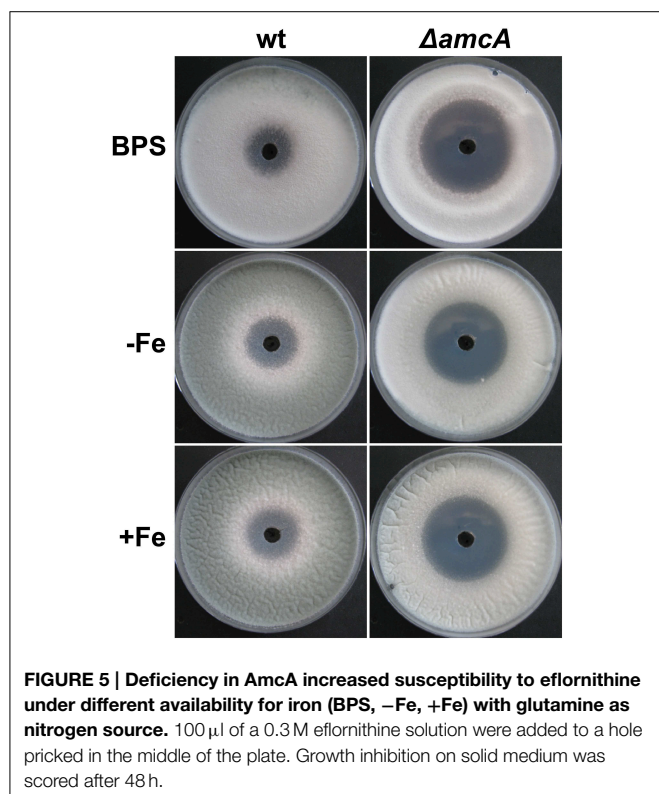 wt ΔamcA
BPS
-Fe
+Fe
FIGURE 5 | Deficiency in AmcA increased susceptibility to eflornithine
under different availability for iron (BPS, −Fe, +Fe) with glutamine as
nitrogen source. 100 μl of a 0.3 M eflornithine solution were added to a hole
pricked in the middle of the plate. Growth inhibition on solid medium was
scored after 48 h.